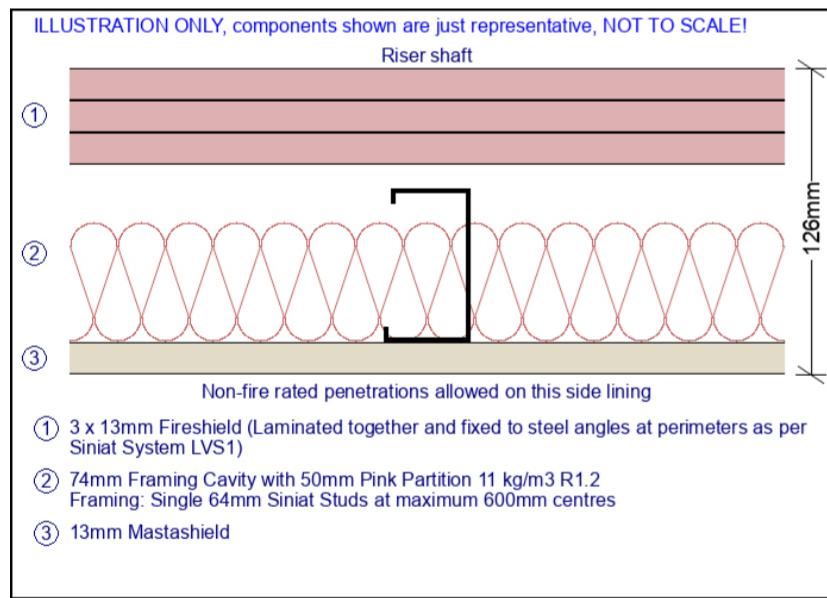 ILLUSTRATION ONLY, components shown are just representative, NOT TO SCALE!
Riser shaft
1
2
126mm
3
Non-fire rated penetrations allowed on this side lining
1 3 x 13mm Fireshield (Laminated together and fixed to steel angles at perimeters as per
Siniat System LVS1)
2 74mm Framing Cavity with 50mm Pink Partition 11 kg/m3 R1.2
Framing: Single 64mm Siniat Studs at maximum 600mm centres
3 13mm Mastashield